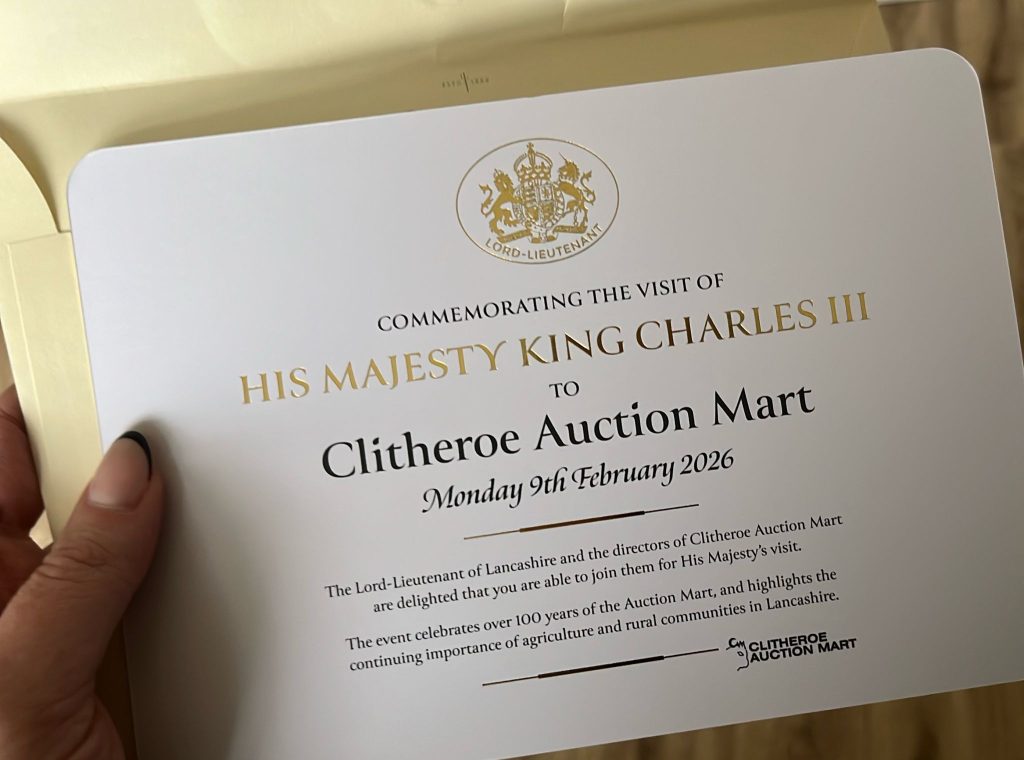 LORD-LIEUTENANT
COMMEMORATING THE VISIT OF
HIS MAJESTY KING CHARLES III
TO
Clitheroe Auction Mart
Monday 9th February 2026
The Lord-Lieutenant of Lancashire and the directors of Clitheroe Auction Mart
are delighted that you are able to join them for His Majesty's visit.
The event celebrates over 100 years of the Auction Mart, and highlights the
continuing importance of agriculture and rural communities in Lancashire.
CLITHEROE
AUCTION MART